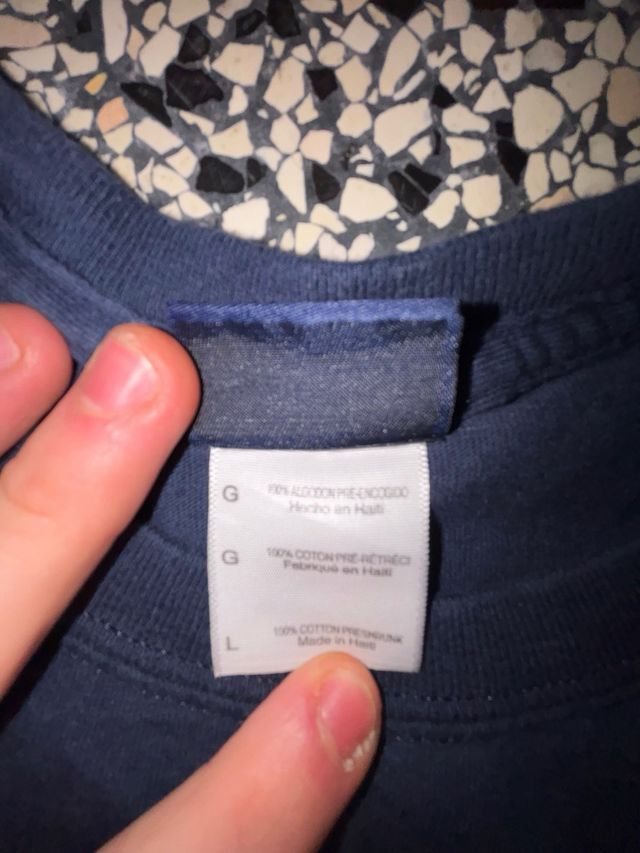 G 100% ALGODON PRE-ENCOGIDO
Hecho en Haiti
G 100% COTON PRÉ-RÉTRÉCI
Fabriqué en Haiti
L 100% COTTON PRESHRUNK
Made in Haiti